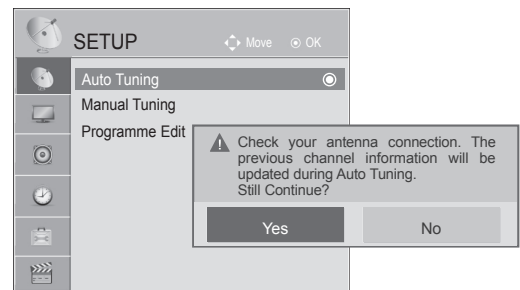 SETUP
Move
OK
Auto Tuning
Manual Tuning
Programme Edit
Check your antenna connection. The
previous channel information will be
updated during Auto Tuning.
Still Continue?
Yes
No